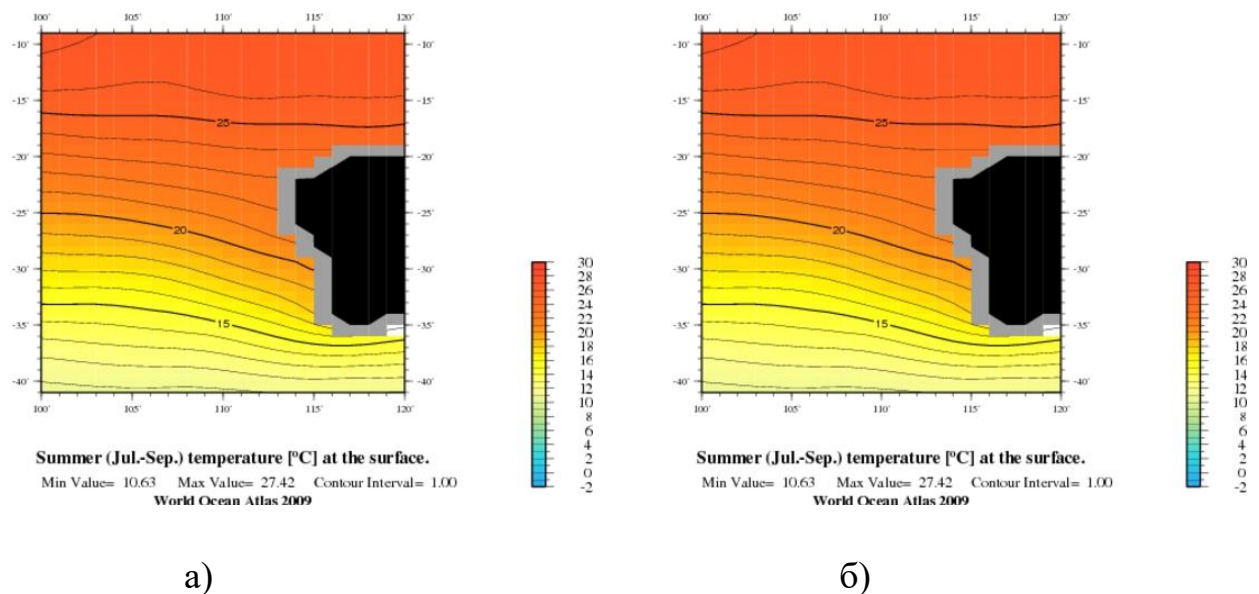 100˚ 105˚ 110˚ 115˚ 120˚ 100˚ 105˚ 110˚ 115˚ 120˚
-10˚ -10˚ -10˚ -10˚
-15˚ -15˚ -15˚ -15˚
25 25
-20˚ -20˚ -20˚ -20˚
-25˚ -25˚ -25˚ -25˚
20 20
-30˚ -30˚ -30˚ -30˚
15 15
-35˚ -35˚ -35˚ -35˚
-40˚ -40˚ -40˚ -40˚
100˚ 105˚ 110˚ 115˚ 120˚ 100˚ 105˚ 110˚ 115˚ 120˚
30 30
28 28
26 26
24 24
22 22
20 20
18 18
16 16
14 14
12 12
10 10
8 8
6 6
4 4
2 2
0 0
-2 -2
Summer (Jul.-Sep.) temperature [°C] at the surface. Summer (Jul.-Sep.) temperature [°C] at the surface.
Min Value= 10.63 Max Value= 27.42 Contour Interval= 1.00 Min Value= 10.63 Max Value= 27.42 Contour Interval= 1.00
World Ocean Atlas 2009 World Ocean Atlas 2009
а) б)